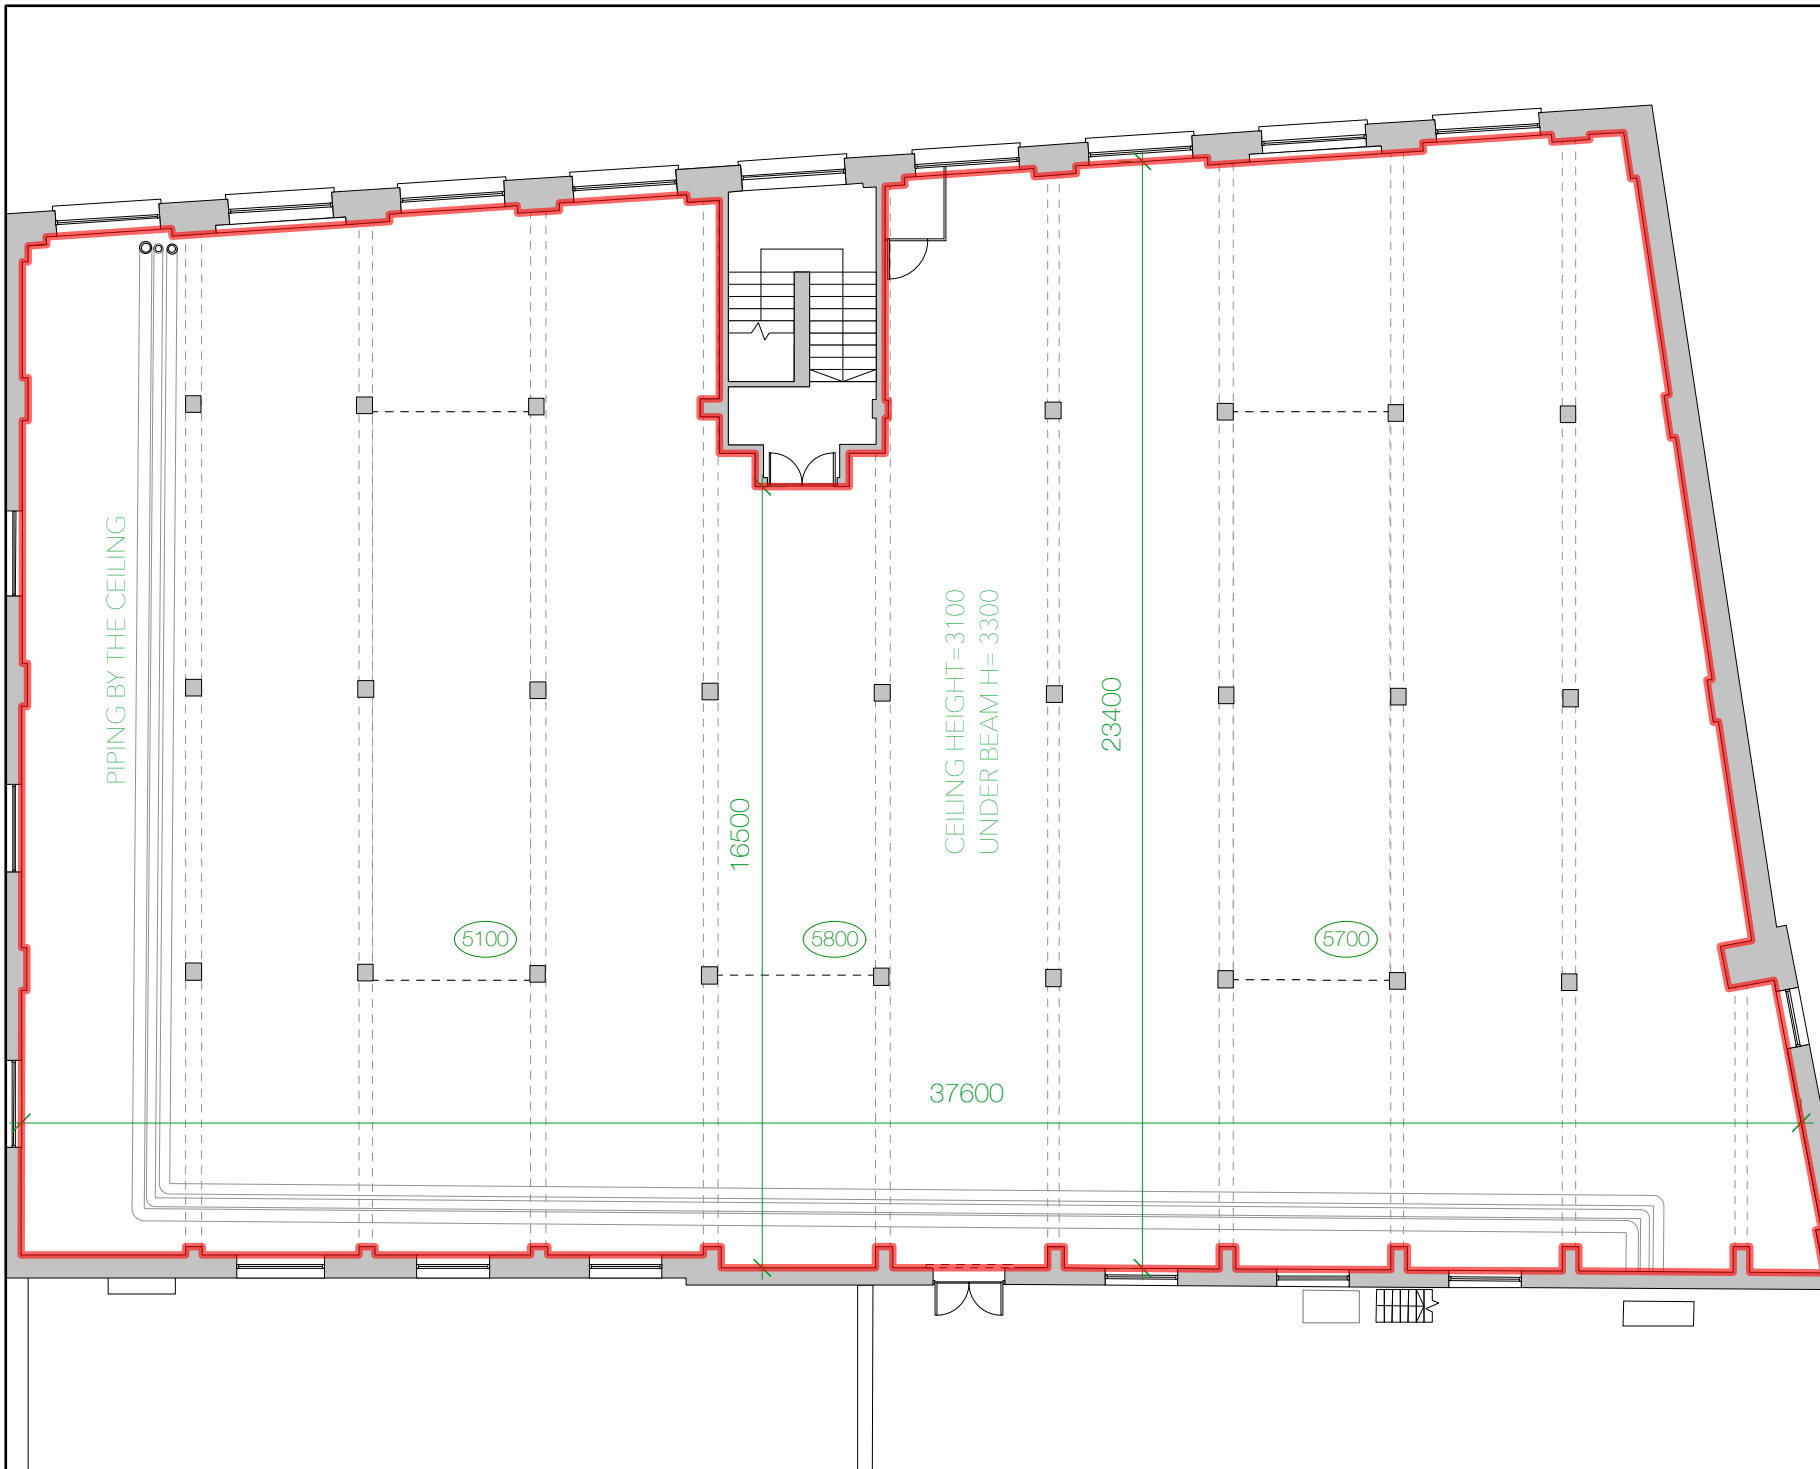 PIPING BY THE CEILING
CEILING HEIGHT=3100
UNDER BEAM H= 3300
23400
16500
5100
5800
5700
37600